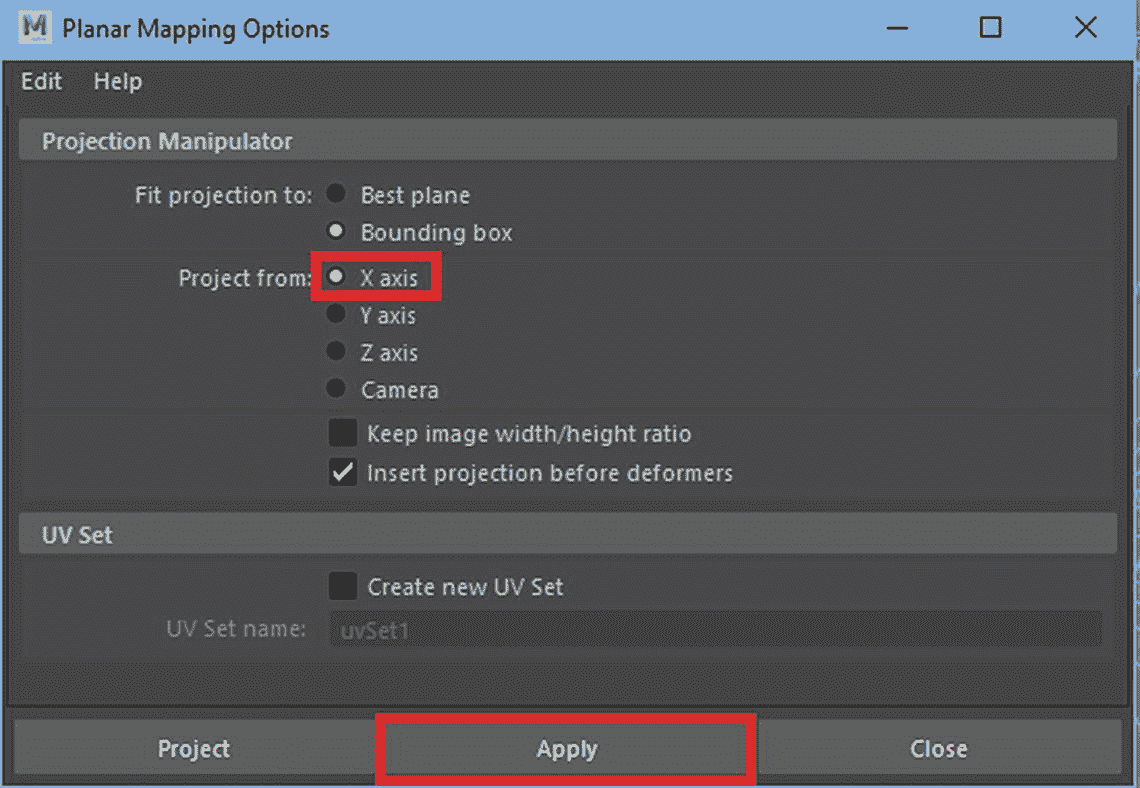 M Planar Mapping Options
Edit Help
Projection Manipulator
Fit projection to: Best plane
Bounding box
Project from: X axis
Y axis
Z axis
Camera
Keep image width/height ratio
Insert projection before deformers
UV Set
Create new UV Set
UV Set name: uvSet1
Project Apply Close